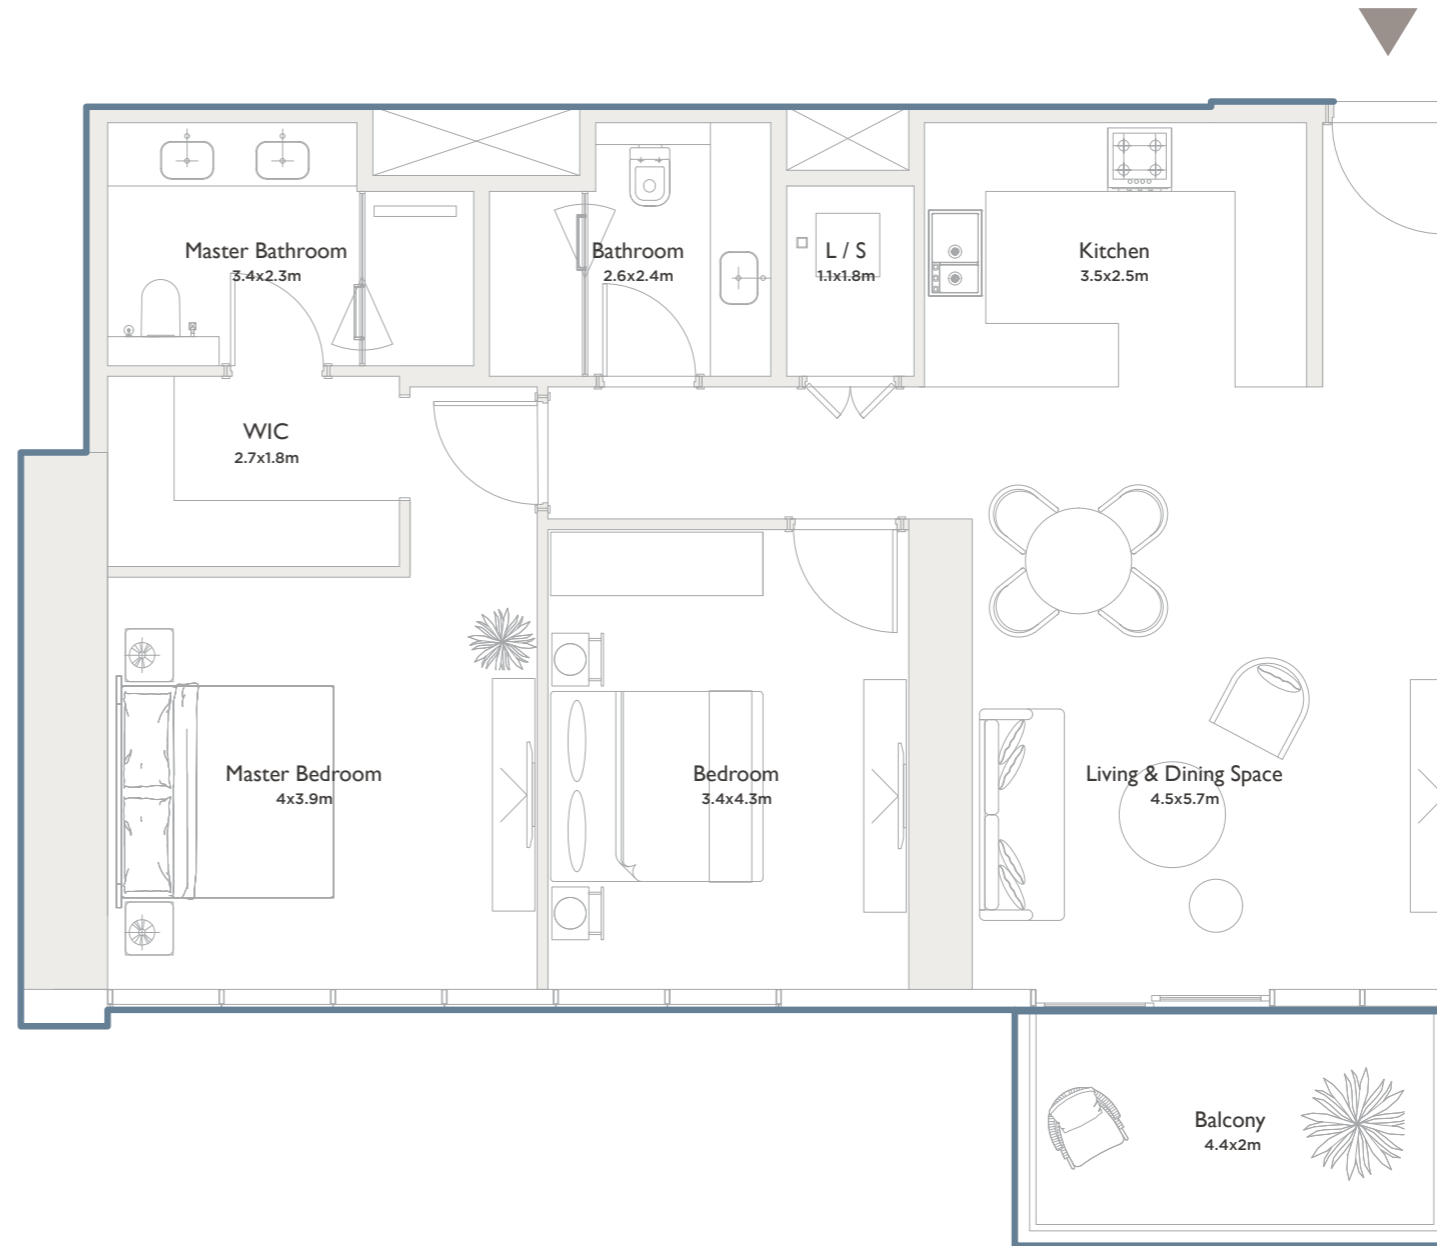 Master Bathroom
3.4x2.3m
Bathroom
2.6x2.4m
L / S
1.1x1.8m
Kitchen
3.5x2.5m
WIC
2.7x1.8m
Master Bedroom
4x3.9m
Bedroom
3.4x4.3m
Living & Dining Space
4.5x5.7m
Balcony
4.4x2m